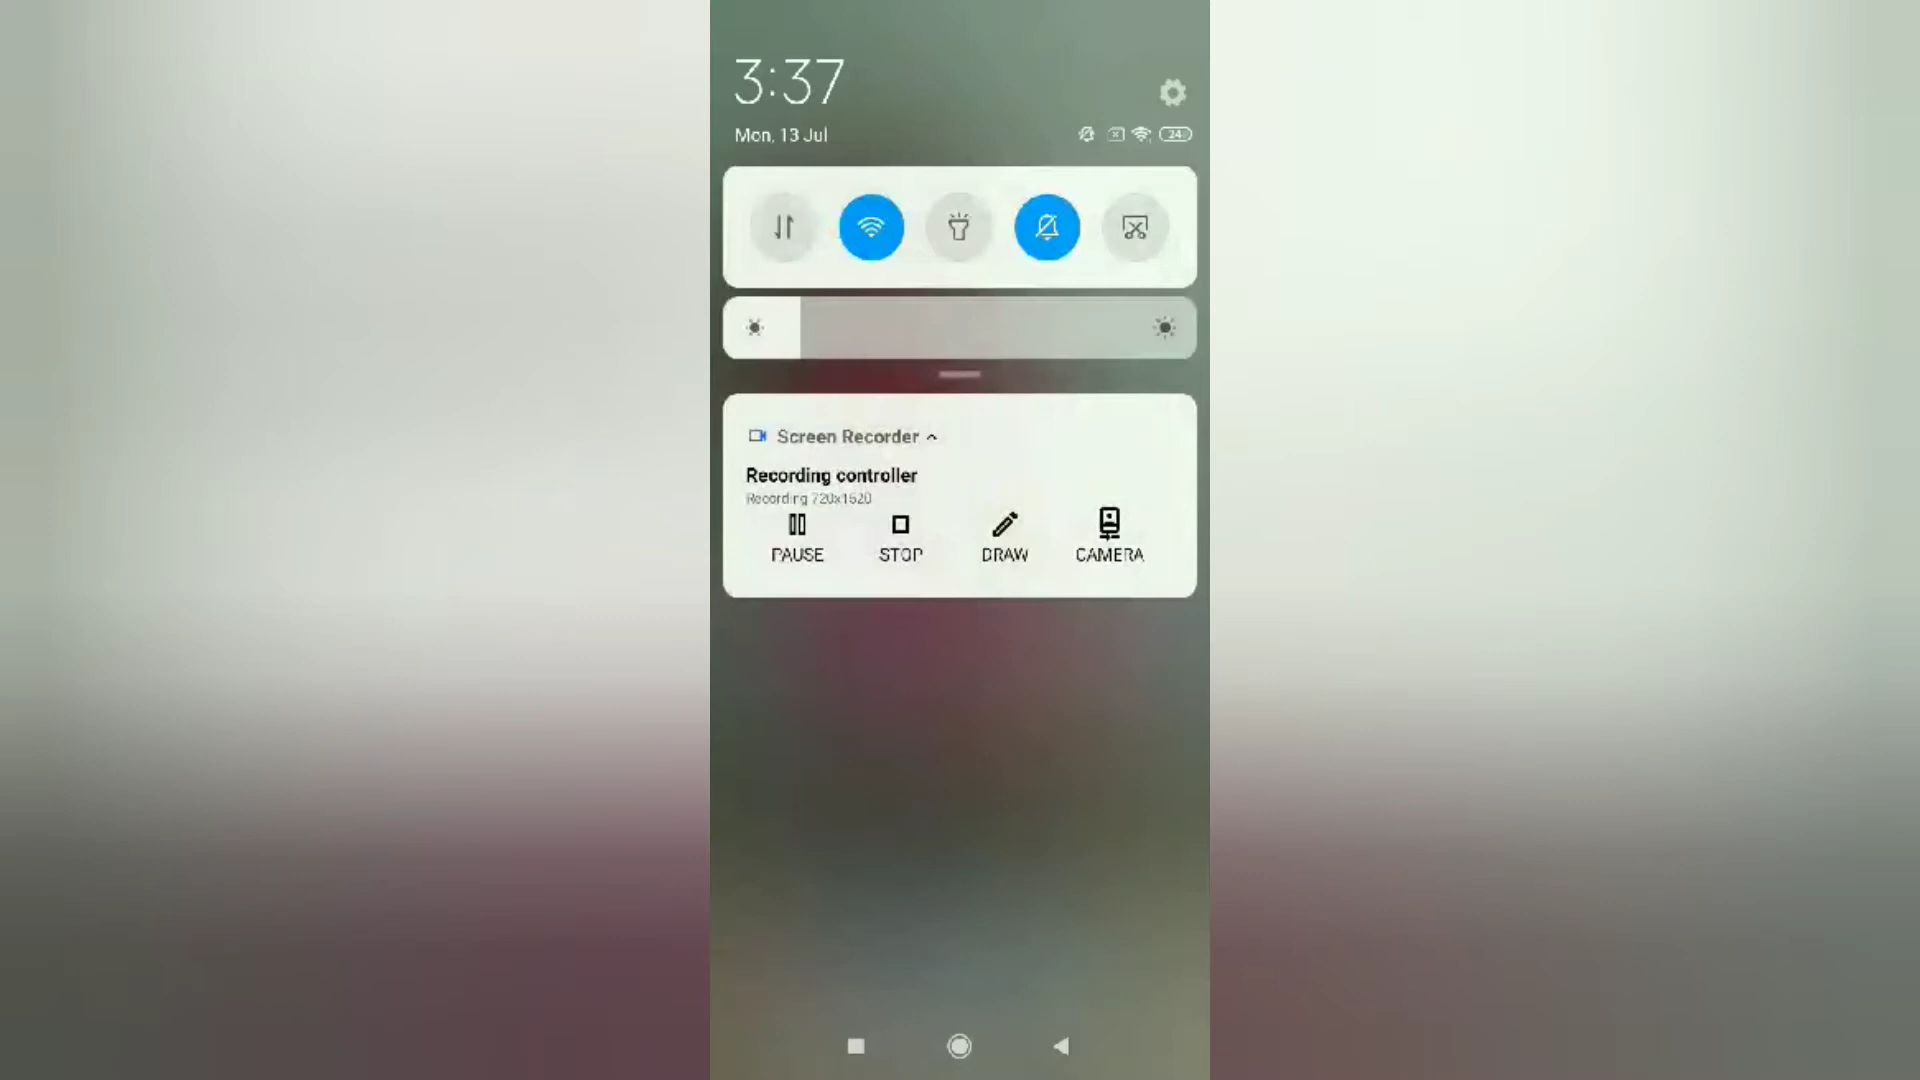 3:37
Mon, 13 Jul
24
Screen Recorder
Recording controller
Recording 720x1520
PAUSE STOP DRAW CAMERA